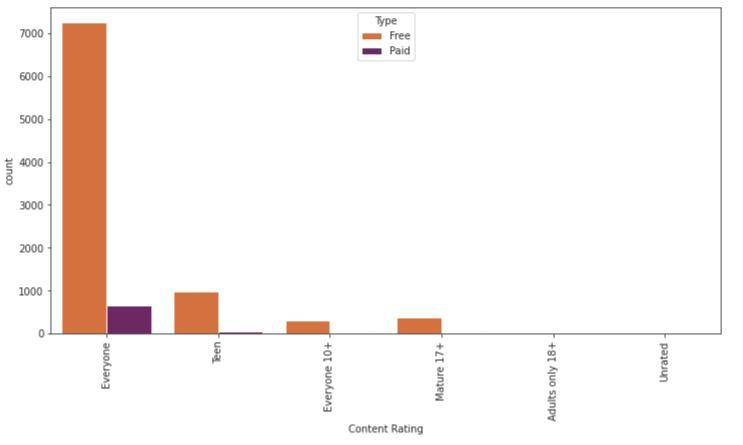 Type
Free
Paid
7000
6000
5000
4000
3000
2000
1000
0
count
Everyone
Teen
Everyone 10+
Mature 17+
Adults only 18+
Unrated
Content Rating